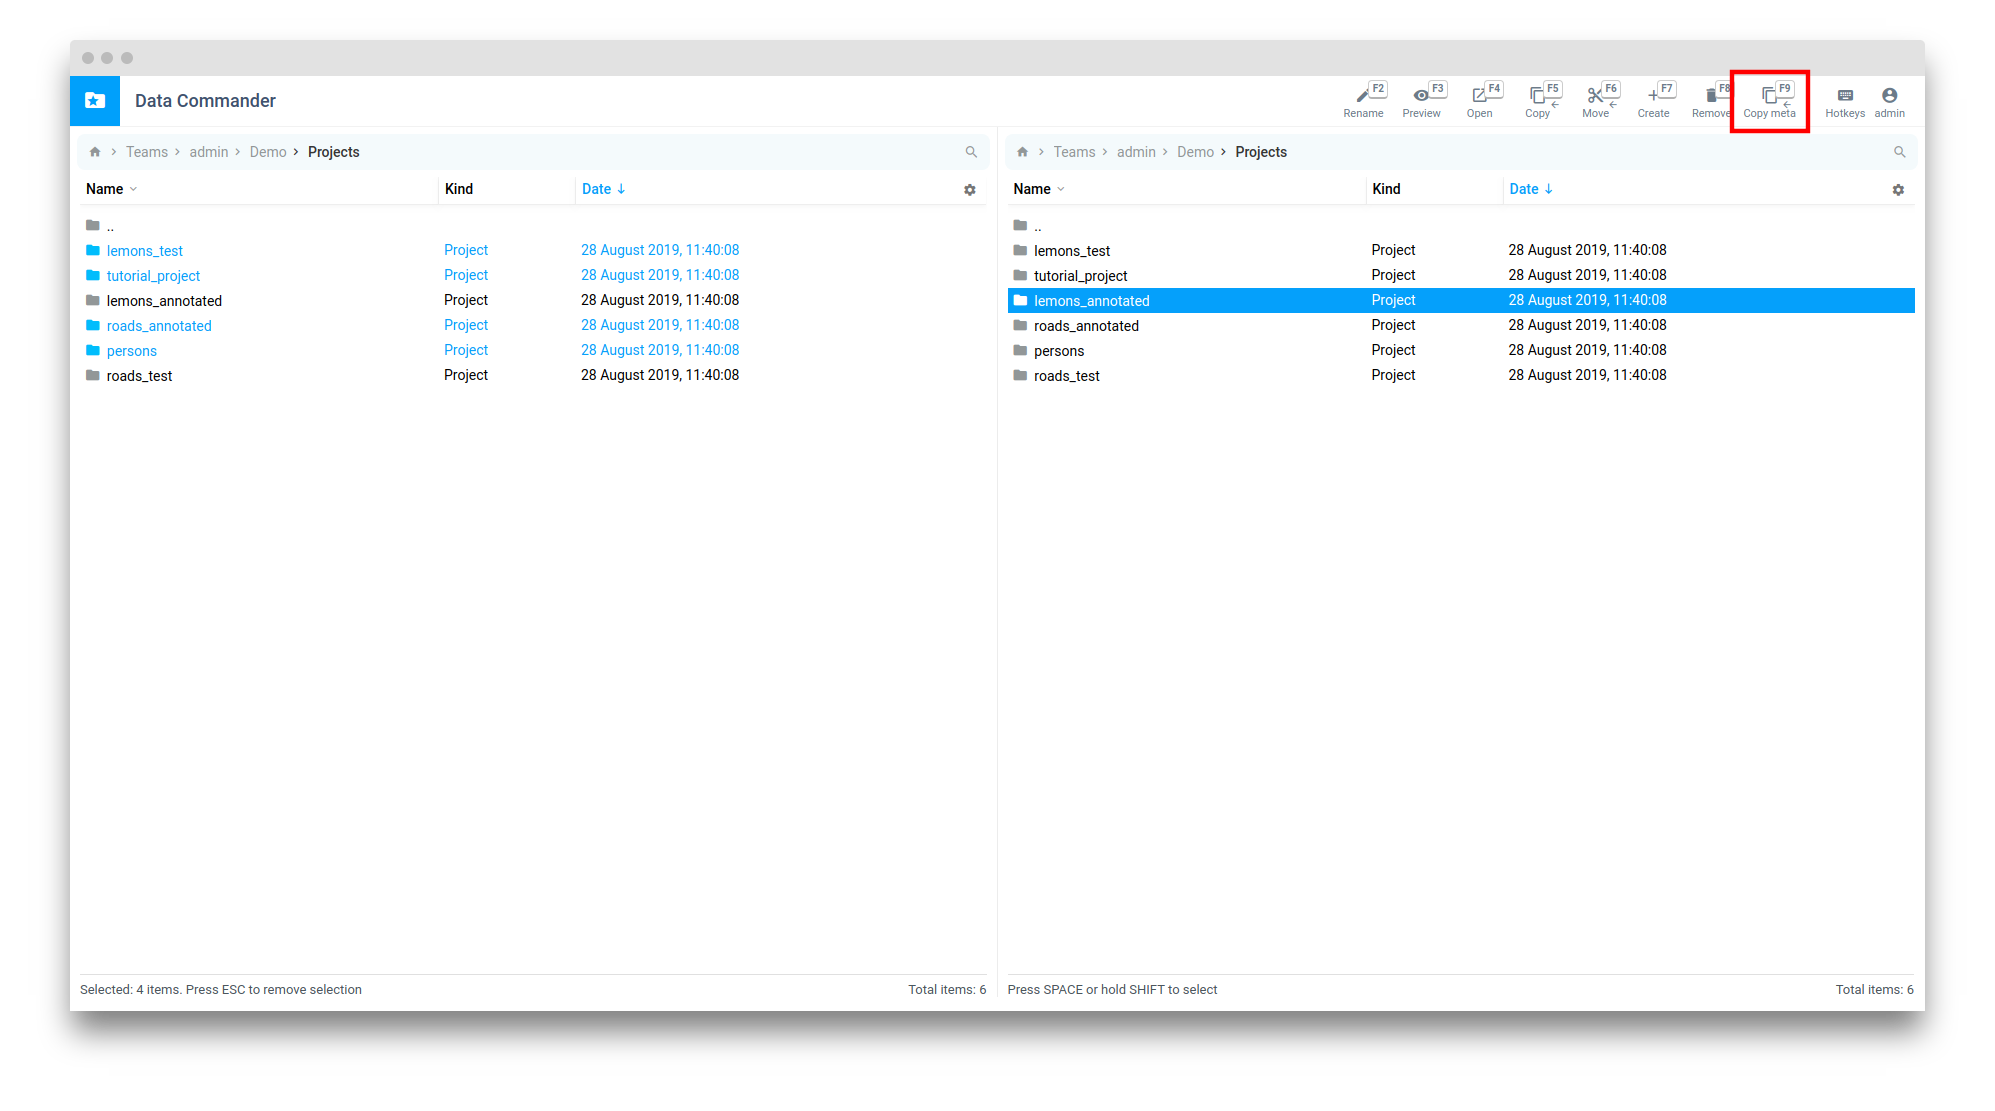 Data Commander
F2 F3 F4 F5 F6 F7 F8 F9
Rename Preview Open Copy Move Create Remove Copy meta Hotkeys admin
Teams admin Demo Projects
Name Kind Date
..
lemons_test Project 28 August 2019, 11:40:08
tutorial_project Project 28 August 2019, 11:40:08
lemons_annotated Project 28 August 2019, 11:40:08
roads_annotated Project 28 August 2019, 11:40:08
persons Project 28 August 2019, 11:40:08
roads_test Project 28 August 2019, 11:40:08
Selected: 4 items. Press ESC to remove selection Total items: 6
Teams admin Demo Projects
Name Kind Date
..
lemons_test Project 28 August 2019, 11:40:08
tutorial_project Project 28 August 2019, 11:40:08
lemons_annotated Project 28 August 2019, 11:40:08
roads_annotated Project 28 August 2019, 11:40:08
persons Project 28 August 2019, 11:40:08
roads_test Project 28 August 2019, 11:40:08
Press SPACE or hold SHIFT to select Total items: 6